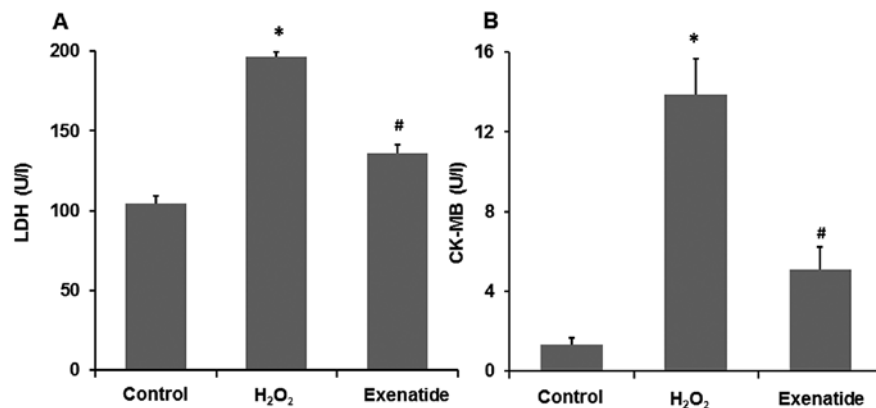 A
LDH (U/l)
200
150
100
50
0
*
#
Control
H₂O₂
Exenatide
B
CK-MB (U/l)
16
12
8
4
0
*
#
Control
H₂O₂
Exenatide